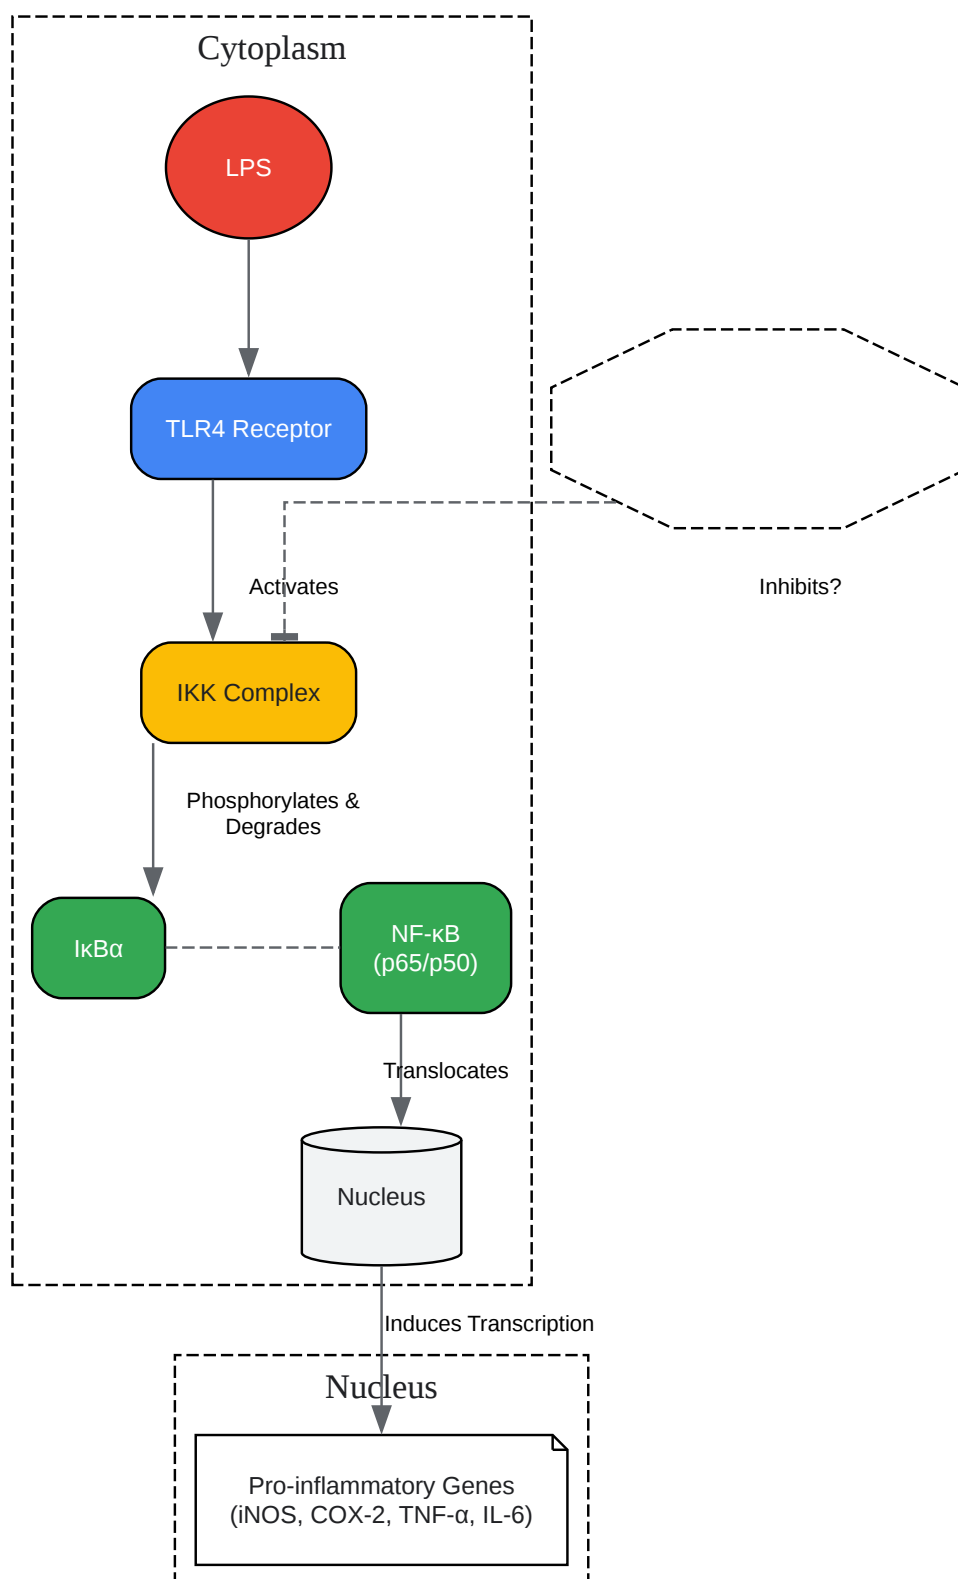 Cytoplasm
LPS
TLR4 Receptor
Activates
Inhibits?
IKK Complex
Phosphorylates &
Degrades
IκBα
NF-κB
(p65/p50)
Translocates
Nucleus
Induces Transcription
Nucleus
Pro-inflammatory Genes
(iNOS, COX-2, TNF-α, IL-6)